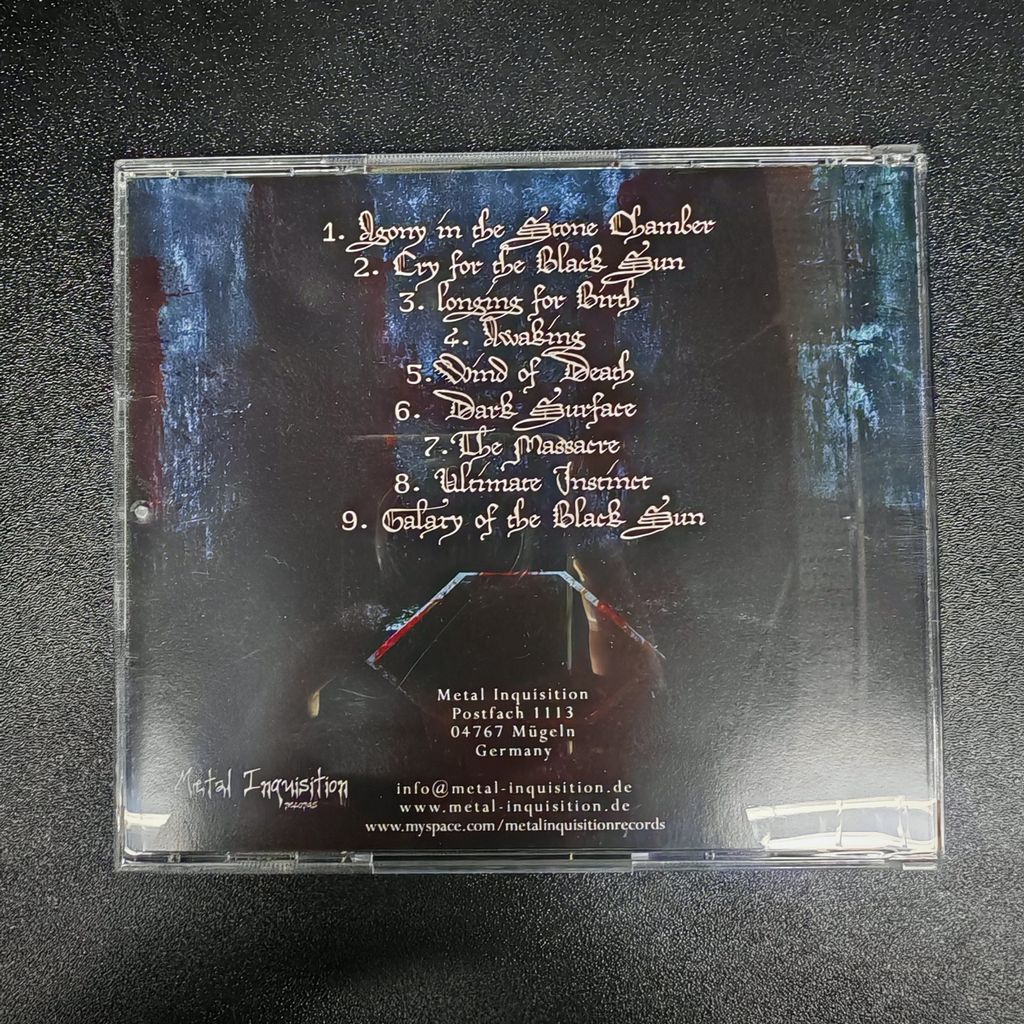 1. Agony in the Stone Chamber
2. Cry for the Black Sun
3. longing for Birth
4. Awaking
5. Wind of Death
6. Dark Surface
7. The Massacre
8. Ultimate Instinct
9. Galaxy of the Black Sun
Metal Inquisition
Postfach 1113
04767 Mügeln
Germany
Metal Inquisition
records
info@metal-inquisition.de
www.metal-inquisition.de
www.myspace.com/metalinquisitionrecords